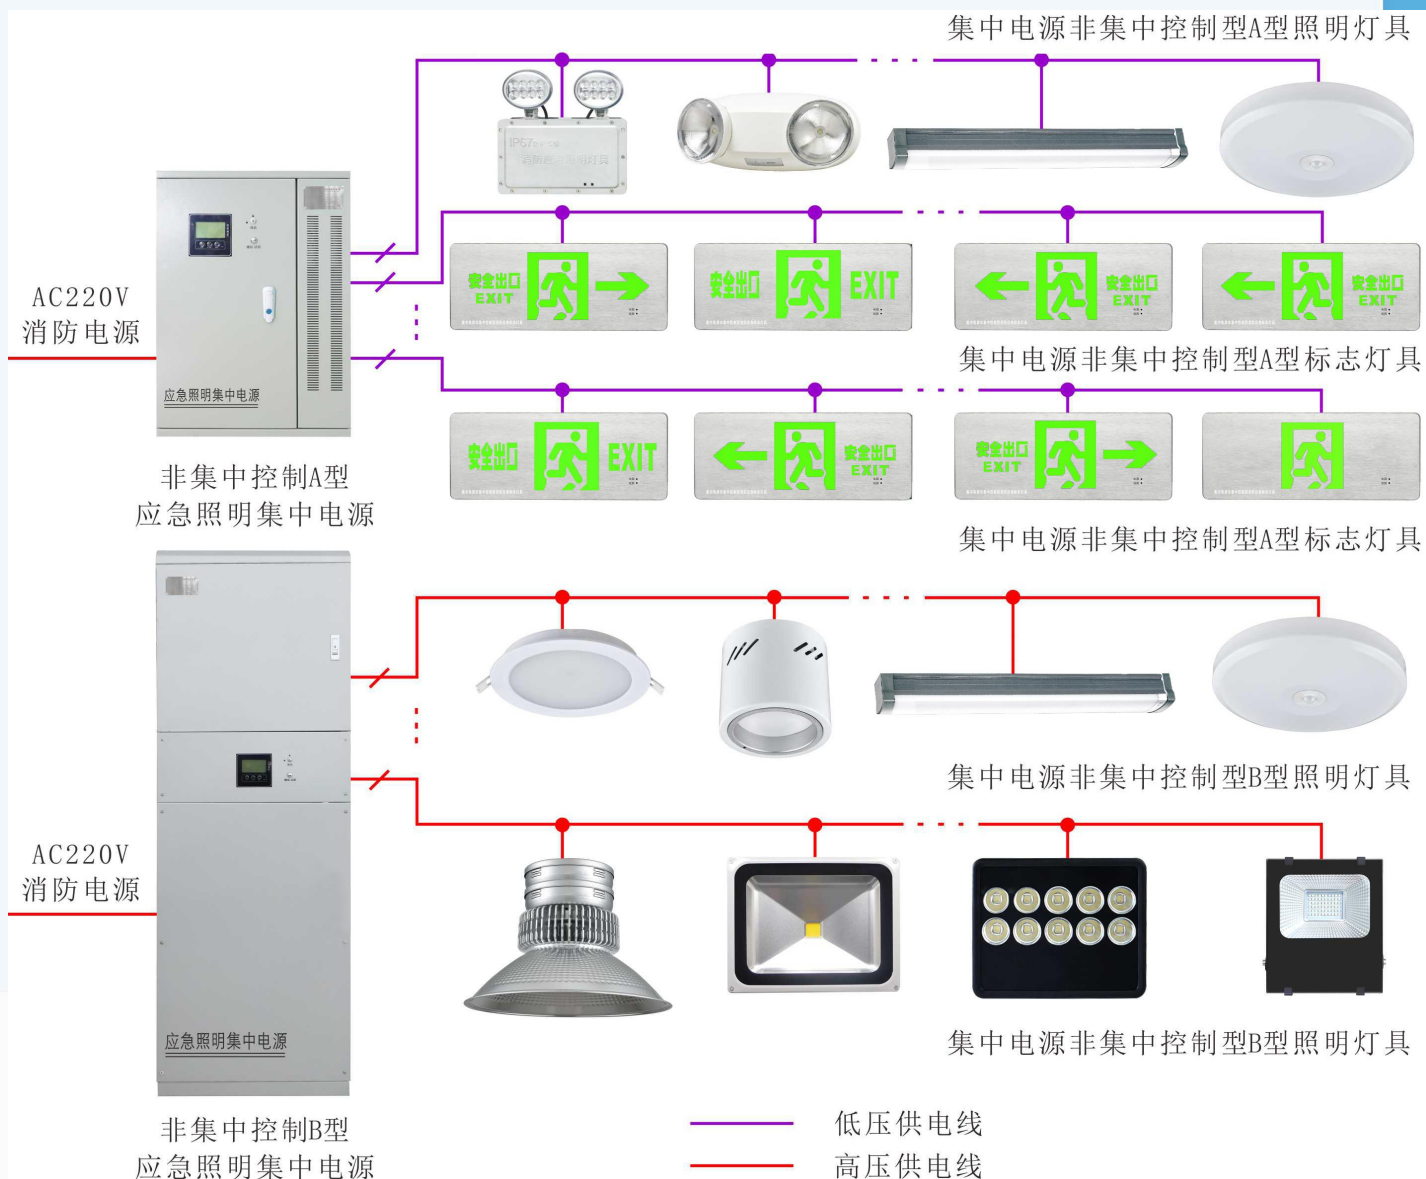 集中电源非集中控制型A型照明灯具
IP67
消防应急照明灯具
AC220V
消防电源
安全出口
EXIT
安全出口 EXIT
安全出口
EXIT
安全出口
EXIT
集中电源非集中控制型A型标志灯具
应急照明集中电源
安全出口 EXIT
安全出口
EXIT
安全出口
EXIT
非集中控制A型
应急照明集中电源
集中电源非集中控制型A型标志灯具
集中电源非集中控制型B型照明灯具
AC220V
消防电源
应急照明集中电源
集中电源非集中控制型B型照明灯具
非集中控制B型
应急照明集中电源
低压供电线
高压供电线